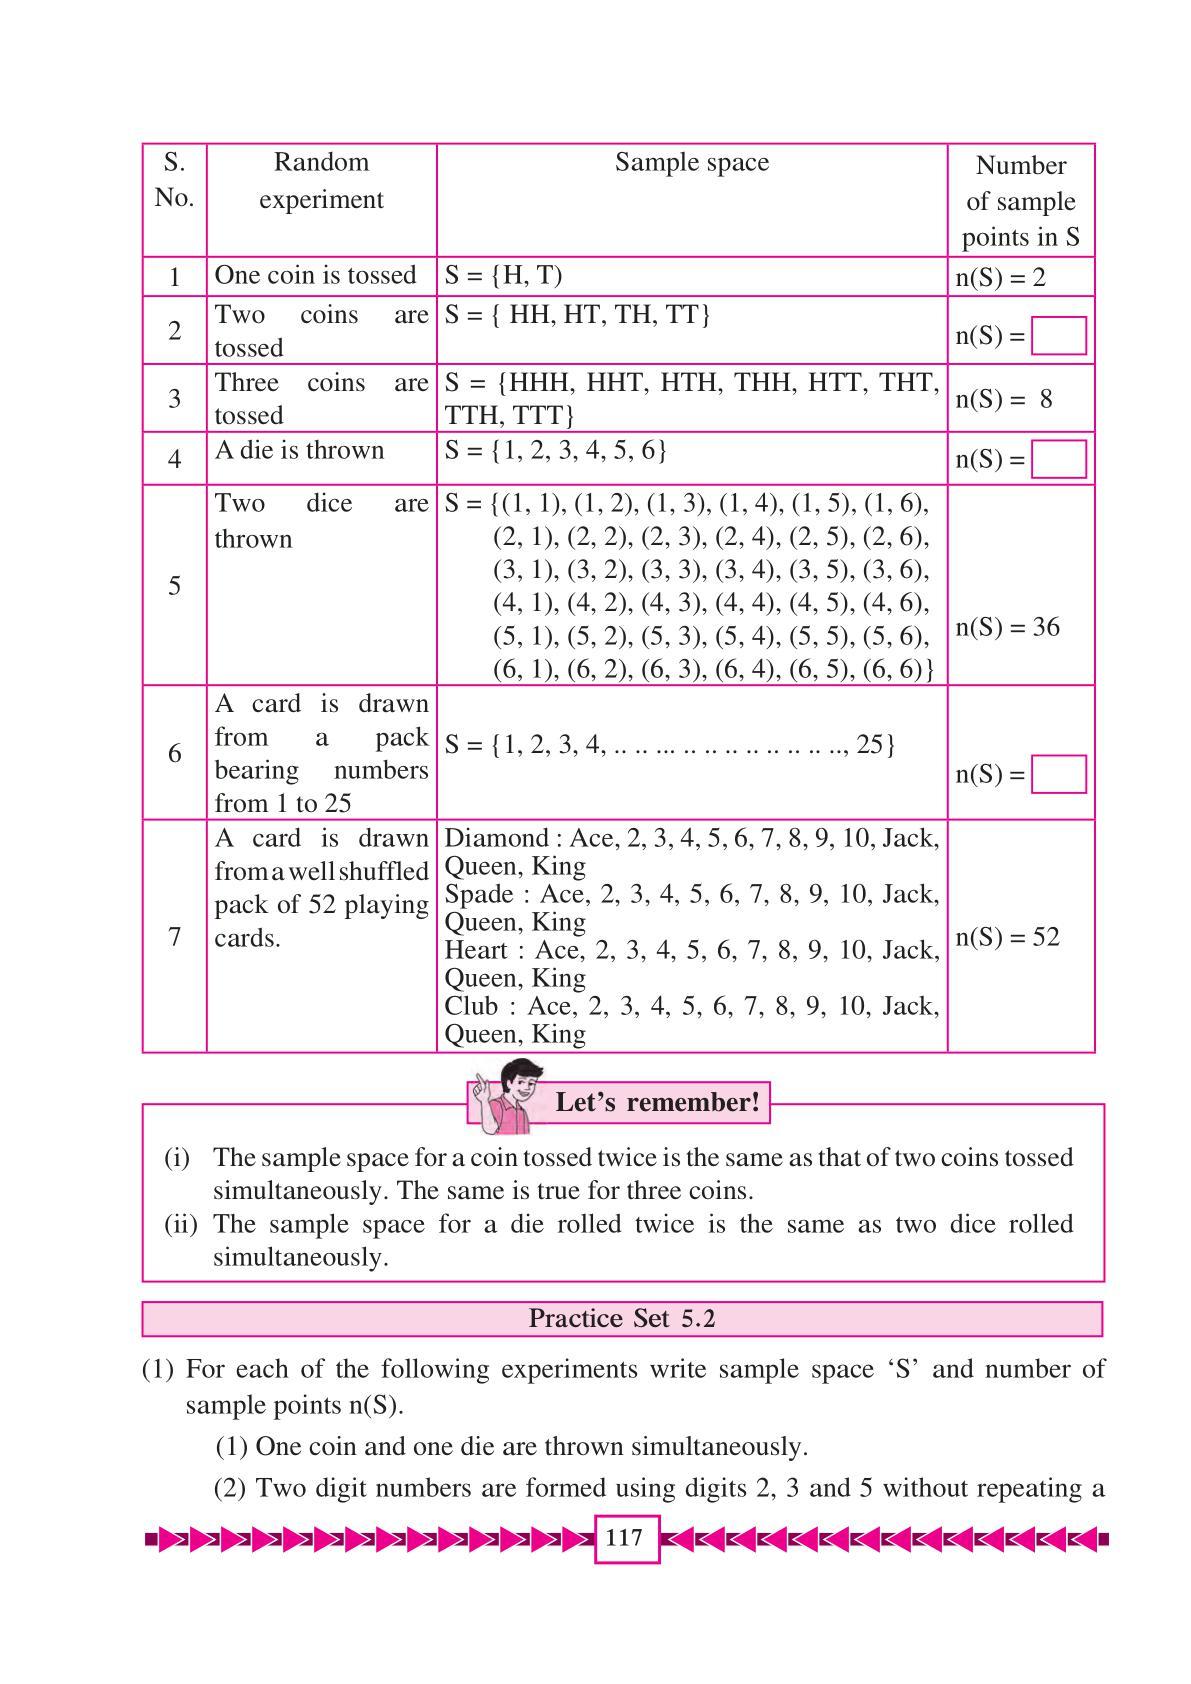 S. No.
Random experiment
Sample space
Number of sample points in S
1
One coin is tossed
S = {H, T)
n(S) = 2
2
Two coins are
tossed
S = { HH, HT, TH, TT}
n(S) =
3
Three coins are
tossed
S = {HHH, HHT, HTH, THH, HTT, THT,
TTH, TTT}
n(S) = 8
4
A die is thrown
S = {1, 2, 3, 4, 5, 6}
n(S) =
5
Two dice are
thrown
S = {(1, 1), (1, 2), (1, 3), (1, 4), (1, 5), (1, 6),
(2, 1), (2, 2), (2, 3), (2, 4), (2, 5), (2, 6),
(3, 1), (3, 2), (3, 3), (3, 4), (3, 5), (3, 6),
(4, 1), (4, 2), (4, 3), (4, 4), (4, 5), (4, 6),
(5, 1), (5, 2), (5, 3), (5, 4), (5, 5), (5, 6),
(6, 1), (6, 2), (6, 3), (6, 4), (6, 5), (6, 6)}
n(S) = 36
6
A card is drawn
from a pack
bearing numbers
from 1 to 25
S = {1, 2, 3, 4, .. .. ... .. .. .. .. .. .. .. .., 25}
n(S) =
7
A card is drawn
from a well shuffled
pack of 52 playing
cards.
Diamond : Ace, 2, 3, 4, 5, 6, 7, 8, 9, 10, Jack,
Queen, King
Spade : Ace, 2, 3, 4, 5, 6, 7, 8, 9, 10, Jack,
Queen, King
Heart : Ace, 2, 3, 4, 5, 6, 7, 8, 9, 10, Jack,
Queen, King
Club : Ace, 2, 3, 4, 5, 6, 7, 8, 9, 10, Jack,
Queen, King
n(S) = 52
Let's remember!
(i) The sample space for a coin tossed twice is the same as that of two coins tossed
simultaneously. The same is true for three coins.
(ii) The sample space for a die rolled twice is the same as two dice rolled
simultaneously.
Practice Set 5.2
(1) For each of the following experiments write sample space ‘S’ and number of
sample points n(S).
(1) One coin and one die are thrown simultaneously.
(2) Two digit numbers are formed using digits 2, 3 and 5 without repeating a
117